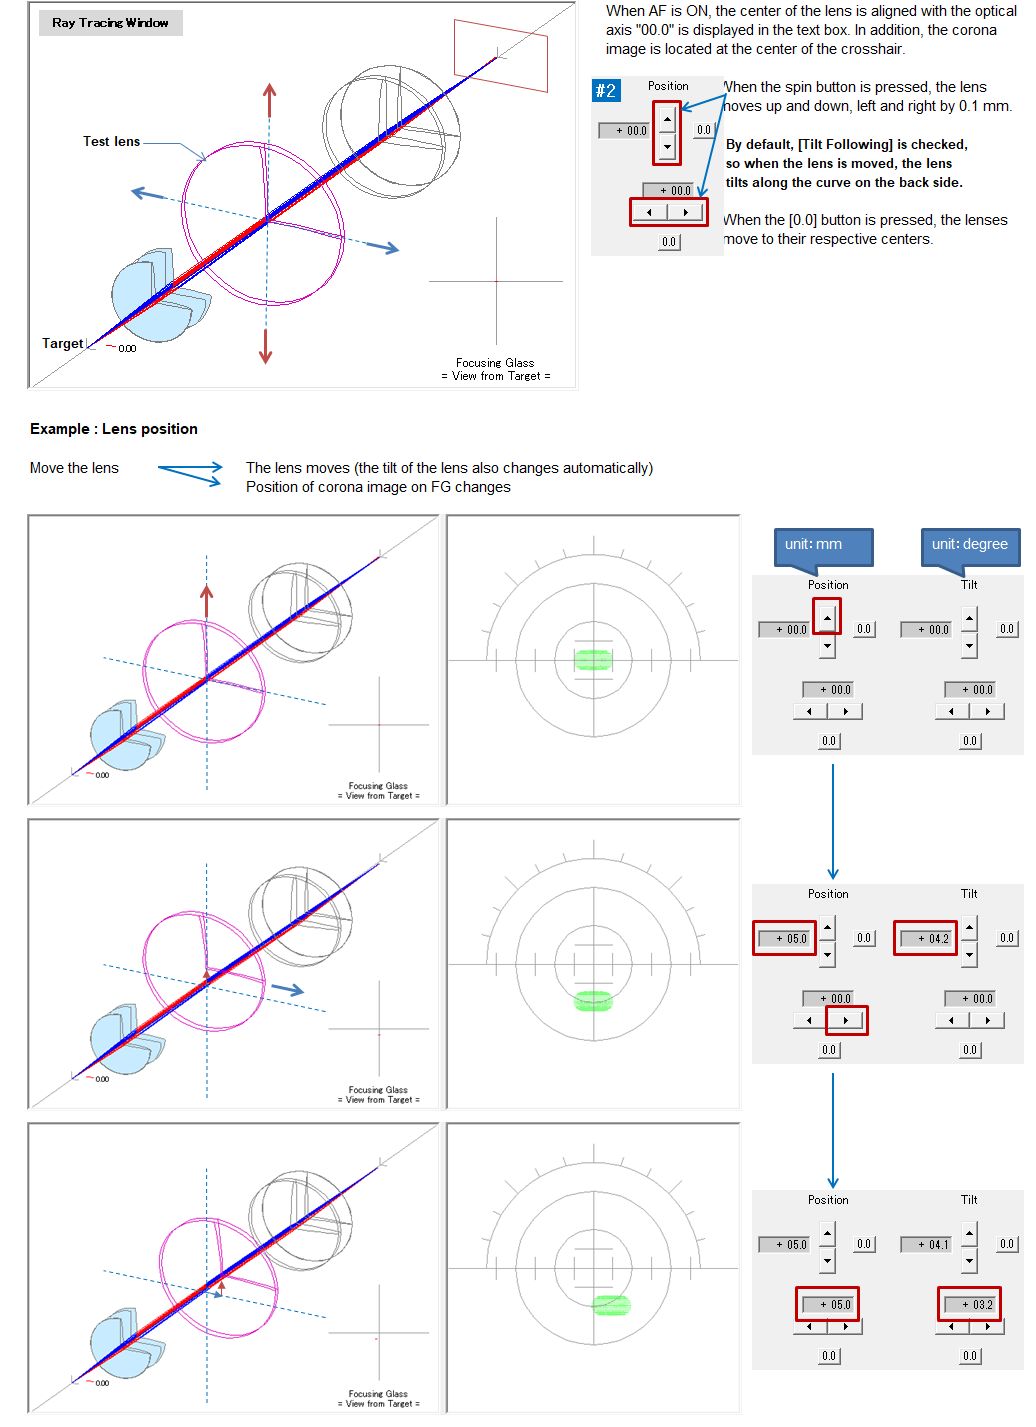 Ray Tracing Window
Test lens
Target
0.00
Focusing Glass
= View from Target =
When AF is ON, the center of the lens is aligned with the optical
axis "00.0" is displayed in the text box. In addition, the corona
image is located at the center of the crosshair.
#2
Position
+ 00.0
0.0
+ 00.0
0.0
When the spin button is pressed, the lens
moves up and down, left and right by 0.1 mm.
By default, [Tilt Following] is checked,
so when the lens is moved, the lens
tilts along the curve on the back side.
When the [0.0] button is pressed, the lenses
move to their respective centers.
Example : Lens position
Move the lens
The lens moves (the tilt of the lens also changes automatically)
Position of corona image on FG changes
0.00
Focusing Glass
= View from Target =
unit: mm
unit: degree
Position
Tilt
+ 00.0
0.0
+ 00.0
0.0
+ 00.0
+ 00.0
0.0
0.0
0.00
Focusing Glass
= View from Target =
Position
Tilt
+ 05.0
0.0
+ 04.2
0.0
+ 00.0
+ 00.0
0.0
0.0
0.00
Focusing Glass
= View from Target =
Position
Tilt
+ 05.0
0.0
+ 04.1
0.0
+ 05.0
+ 03.2
0.0
0.0